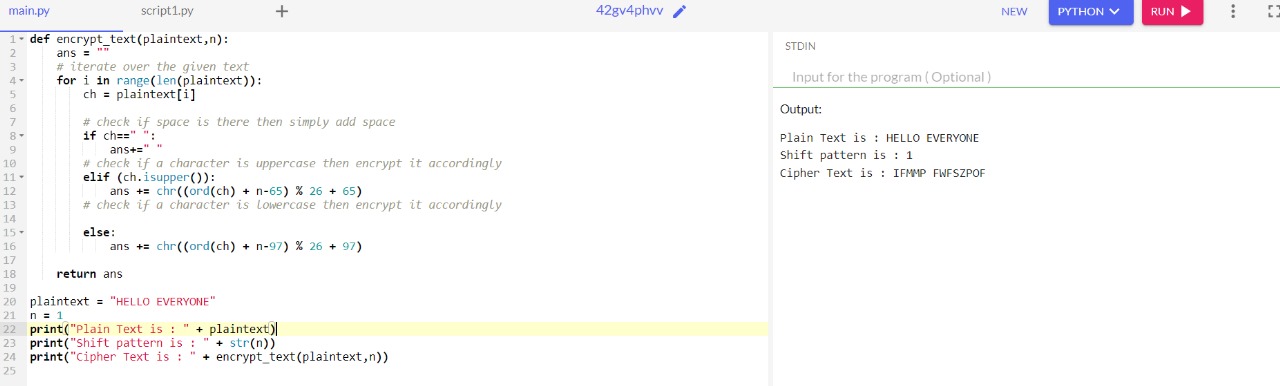 main.py script1.py + 42gv4phvv NEW PYTHON RUN
1 def encrypt_text(plaintext,n):
2     ans = ""
3     # iterate over the given text
4     for i in range(len(plaintext)):
5         ch = plaintext[i]
6
7         # check if space is there then simply add space
8         if ch==" ":
9             ans+=" "
10         # check if a character is uppercase then encrypt it accordingly
11         elif (ch.isupper()):
12             ans += chr((ord(ch) + n-65) % 26 + 65)
13         # check if a character is lowercase then encrypt it accordingly
14
15         else:
16             ans += chr((ord(ch) + n-97) % 26 + 97)
17
18     return ans
19
20 plaintext = "HELLO EVERYONE"
21 n = 1
22 print("Plain Text is : " + plaintext)
23 print("Shift pattern is : " + str(n))
24 print("Cipher Text is : " + encrypt_text(plaintext,n))
25
STDIN
Input for the program ( Optional )
Output:
Plain Text is : HELLO EVERYONE
Shift pattern is : 1
Cipher Text is : IFMMP FWFSZPOF